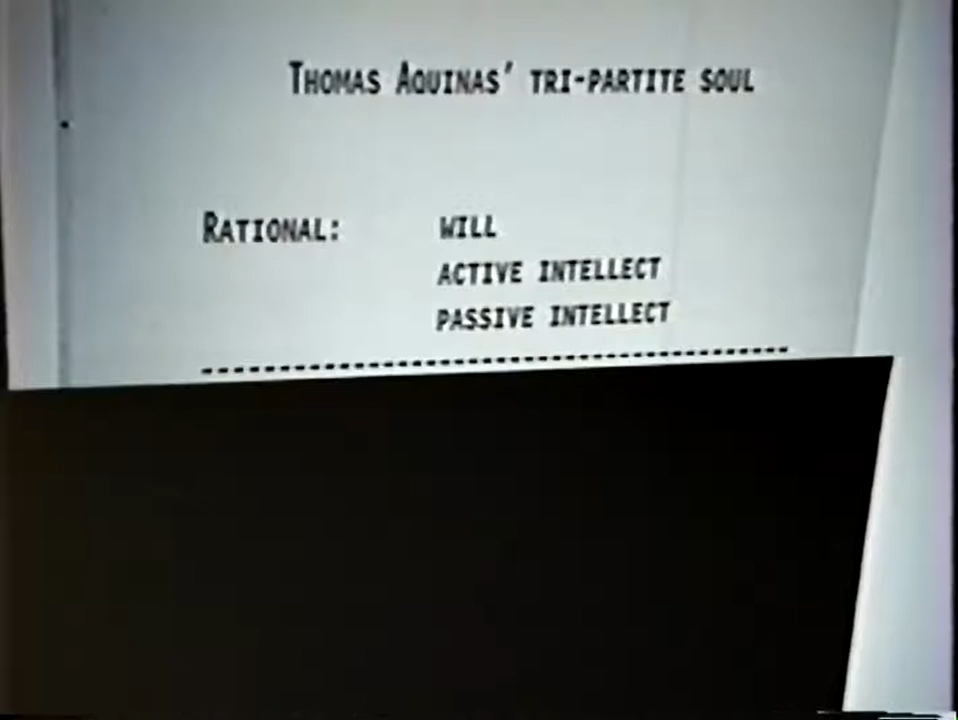 THOMAS AQUINAS' TRI-PARTITE SOUL
RATIONAL: WILL
ACTIVE INTELLECT
PASSIVE INTELLECT